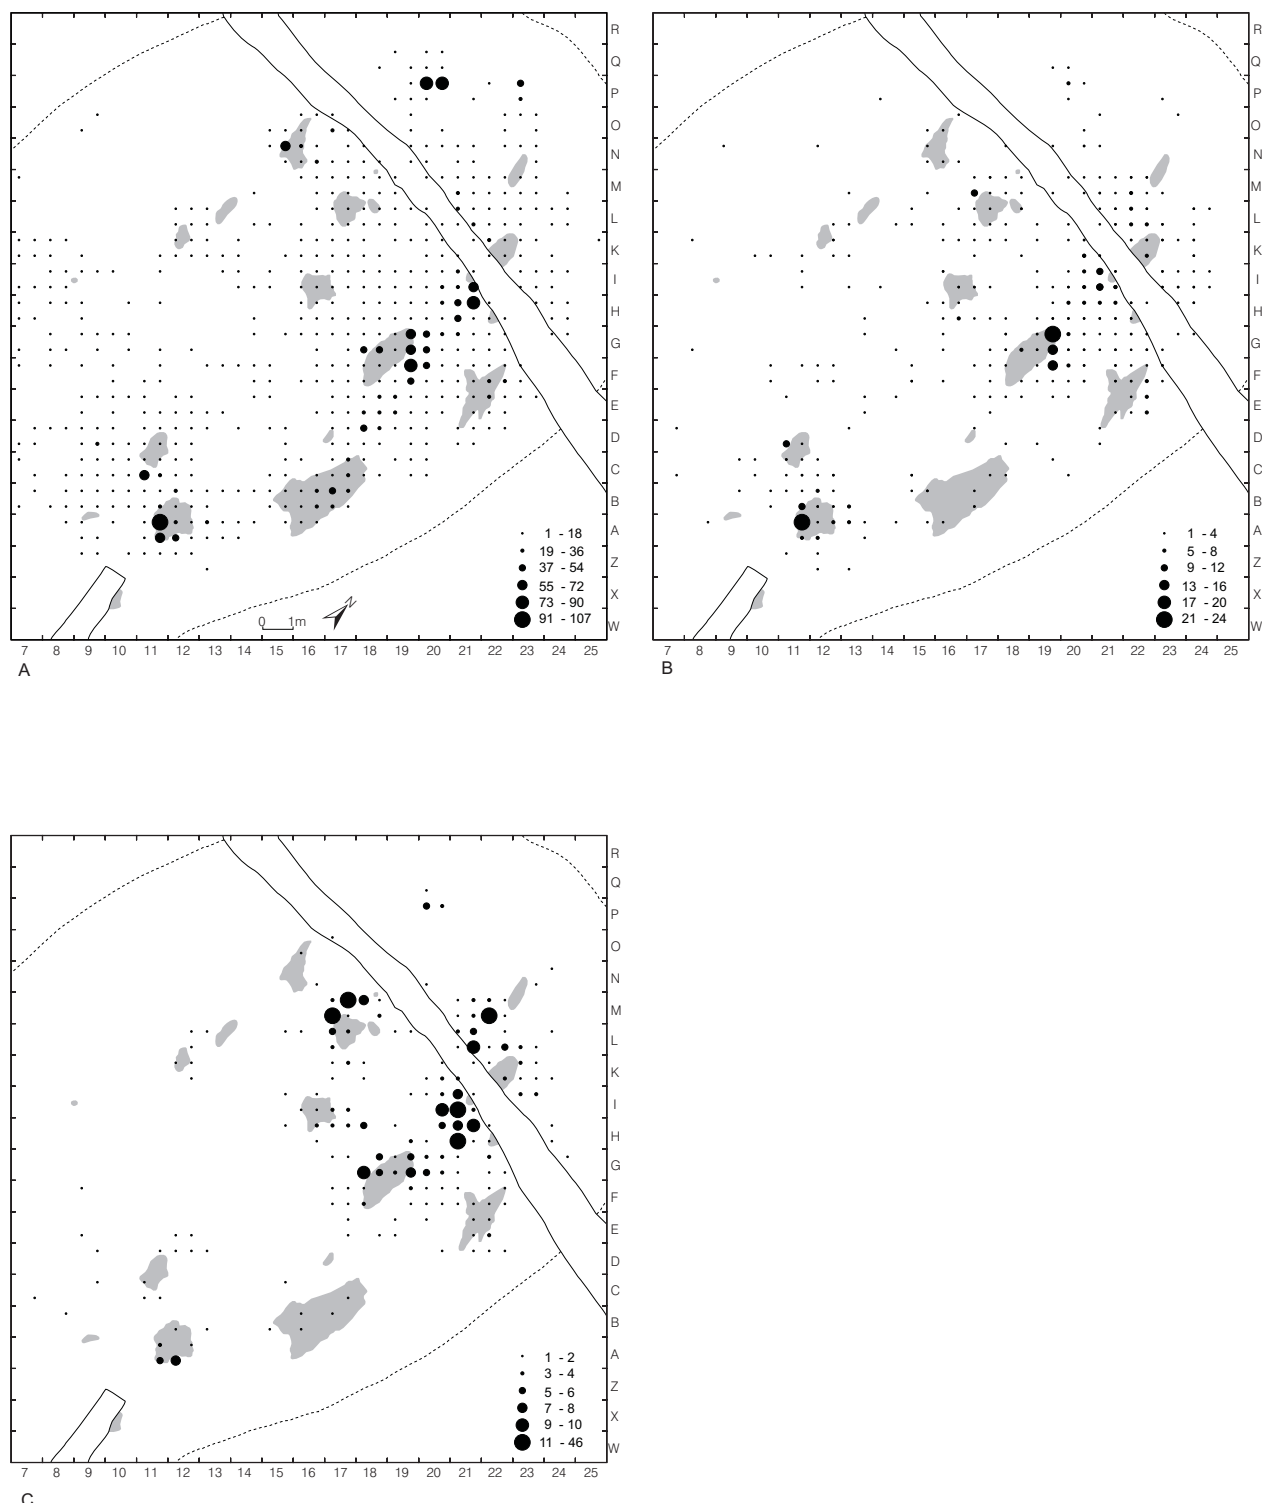 R
Q
P
O
N
M
L
K
I
H
G
F
E
D
C
B
A
Z
X
W
1 - 18
19 - 36
37 - 54
55 - 72
73 - 90
91 - 107
0 1m
N
7 8 9 10 11 12 13 14 15 16 17 18 19 20 21 22 23 24 25
A
R
Q
P
O
N
M
L
K
I
H
G
F
E
D
C
B
A
Z
X
W
1 - 4
5 - 8
9 - 12
13 - 16
17 - 20
21 - 24
7 8 9 10 11 12 13 14 15 16 17 18 19 20 21 22 23 24 25
B
R
Q
P
O
N
M
L
K
I
H
G
F
E
D
C
B
A
Z
X
W
1 - 2
3 - 4
5 - 6
7 - 8
9 - 10
11 - 46
7 8 9 10 11 12 13 14 15 16 17 18 19 20 21 22 23 24 25
C